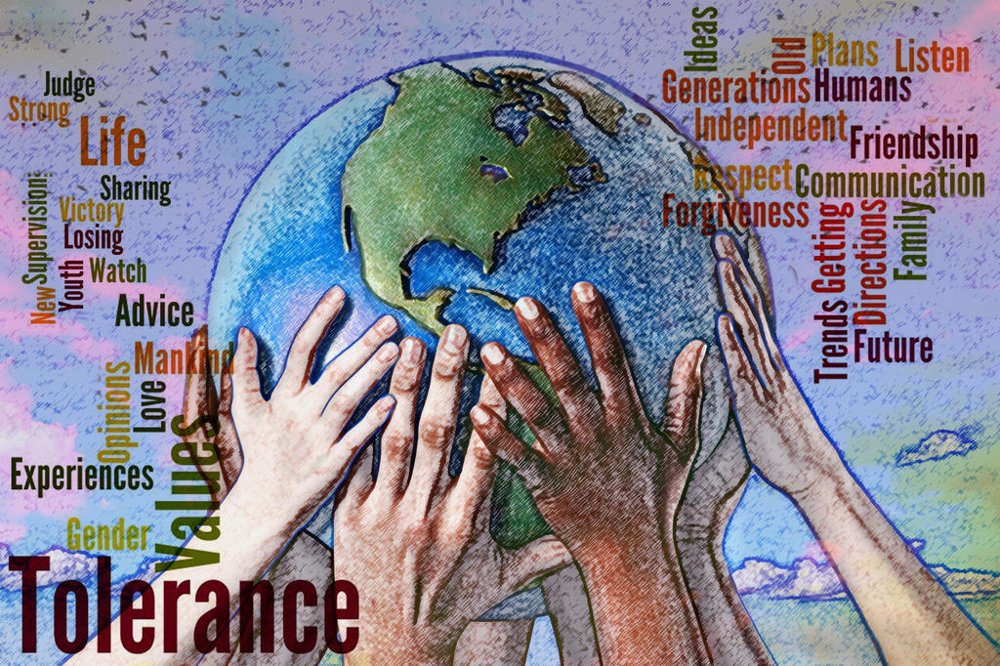 Judge
Strong
Life
Sharing
New Supervision:
Victory
Losing
Youth
Watch
Advice
Mankind
Opinions
Love
Values
Experiences
Gender
Tolerance
Ideas
Old
Plans
Listen
Generations
Humans
Independent
Friendship
Respect
Communication
Forgiveness
Trends Getting
Directions
Family
Future